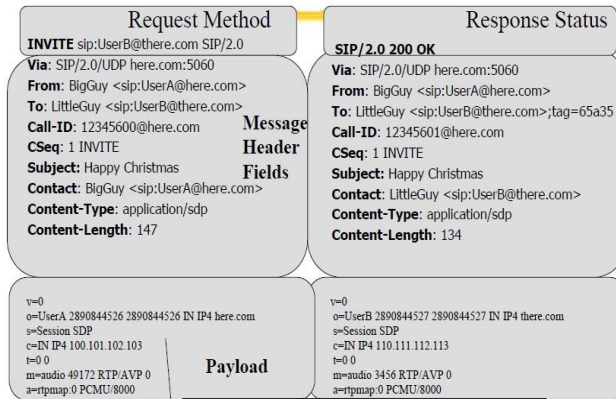 Request Method
INVITE sip:UserB@there.com SIP/2.0
Via: SIP/2.0/UDP here.com:5060
From: BigGuy <sip:UserA@here.com>
To: LittleGuy <sip:UserB@there.com>
Call-ID: 12345600@here.com
CSeq: 1 INVITE
Subject: Happy Christmas
Contact: BigGuy <sip:UserA@here.com>
Content-Type: application/sdp
Content-Length: 147
Message
Header
Fields
v=0
o=UserA 2890844526 2890844526 IN IP4 here.com
s=Session SDP
c=IN IP4 100.101.102.103
t=0 0
m=audio 49172 RTP/AVP 0
a=rtpmap:0 PCMU/8000
Payload
Response Status
SIP/2.0 200 OK
Via: SIP/2.0/UDP here.com:5060
From: BigGuy <sip:UserA@here.com>
To: LittleGuy <sip:UserB@there.com>;tag=65a35
Call-ID: 12345601@here.com
CSeq: 1 INVITE
Subject: Happy Christmas
Contact: LittleGuy <sip:UserB@there.com>
Content-Type: application/sdp
Content-Length: 134
v=0
o=UserB 2890844527 2890844527 IN IP4 there.com
s=Session SDP
c=IN IP4 110.111.112.113
t=0 0
m=audio 3456 RTP/AVP 0
a=rtpmap:0 PCMU/8000